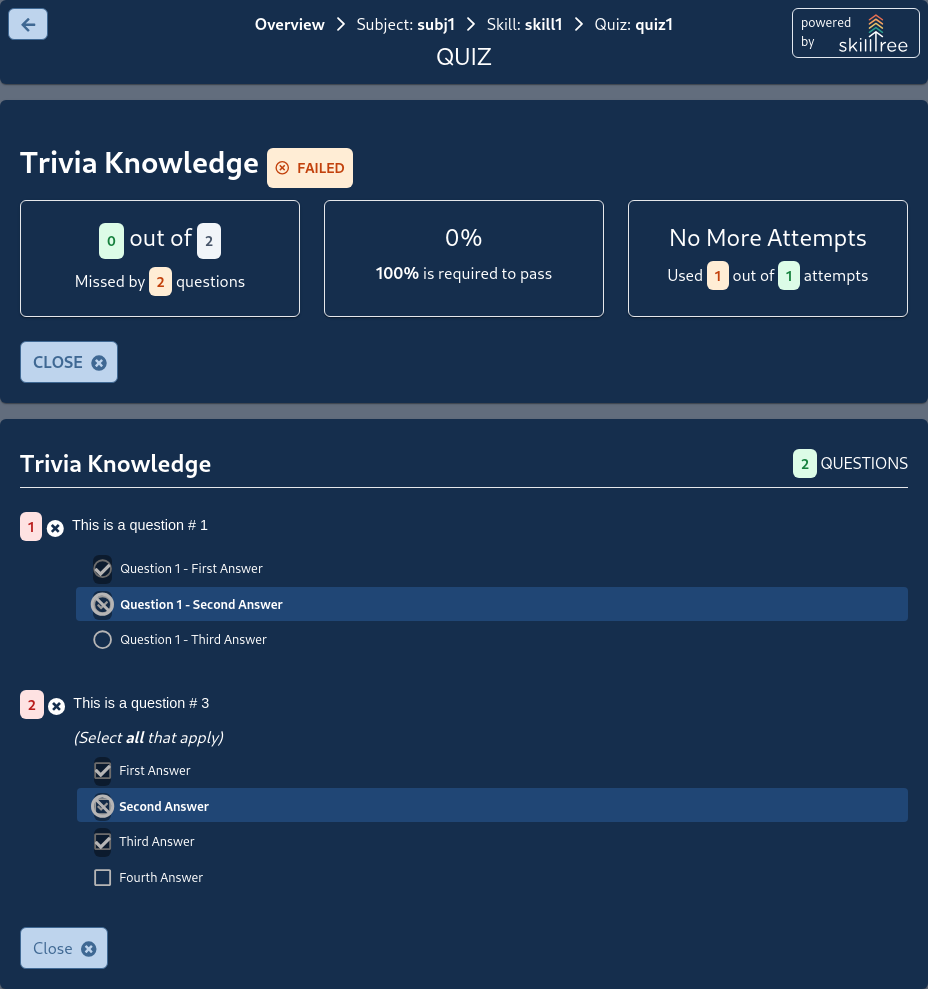 Overview > Subject: subj1 > Skill: skill1 > Quiz: quiz1
QUIZ
powered by skilltree
Trivia Knowledge FAILED
0 out of 2
Missed by 2 questions
0%
100% is required to pass
No More Attempts
Used 1 out of 1 attempts
CLOSE
Trivia Knowledge
2 QUESTIONS
1 This is a question # 1
Question 1 - First Answer
Question 1 - Second Answer
Question 1 - Third Answer
2 This is a question # 3
(Select all that apply)
First Answer
Second Answer
Third Answer
Fourth Answer
Close